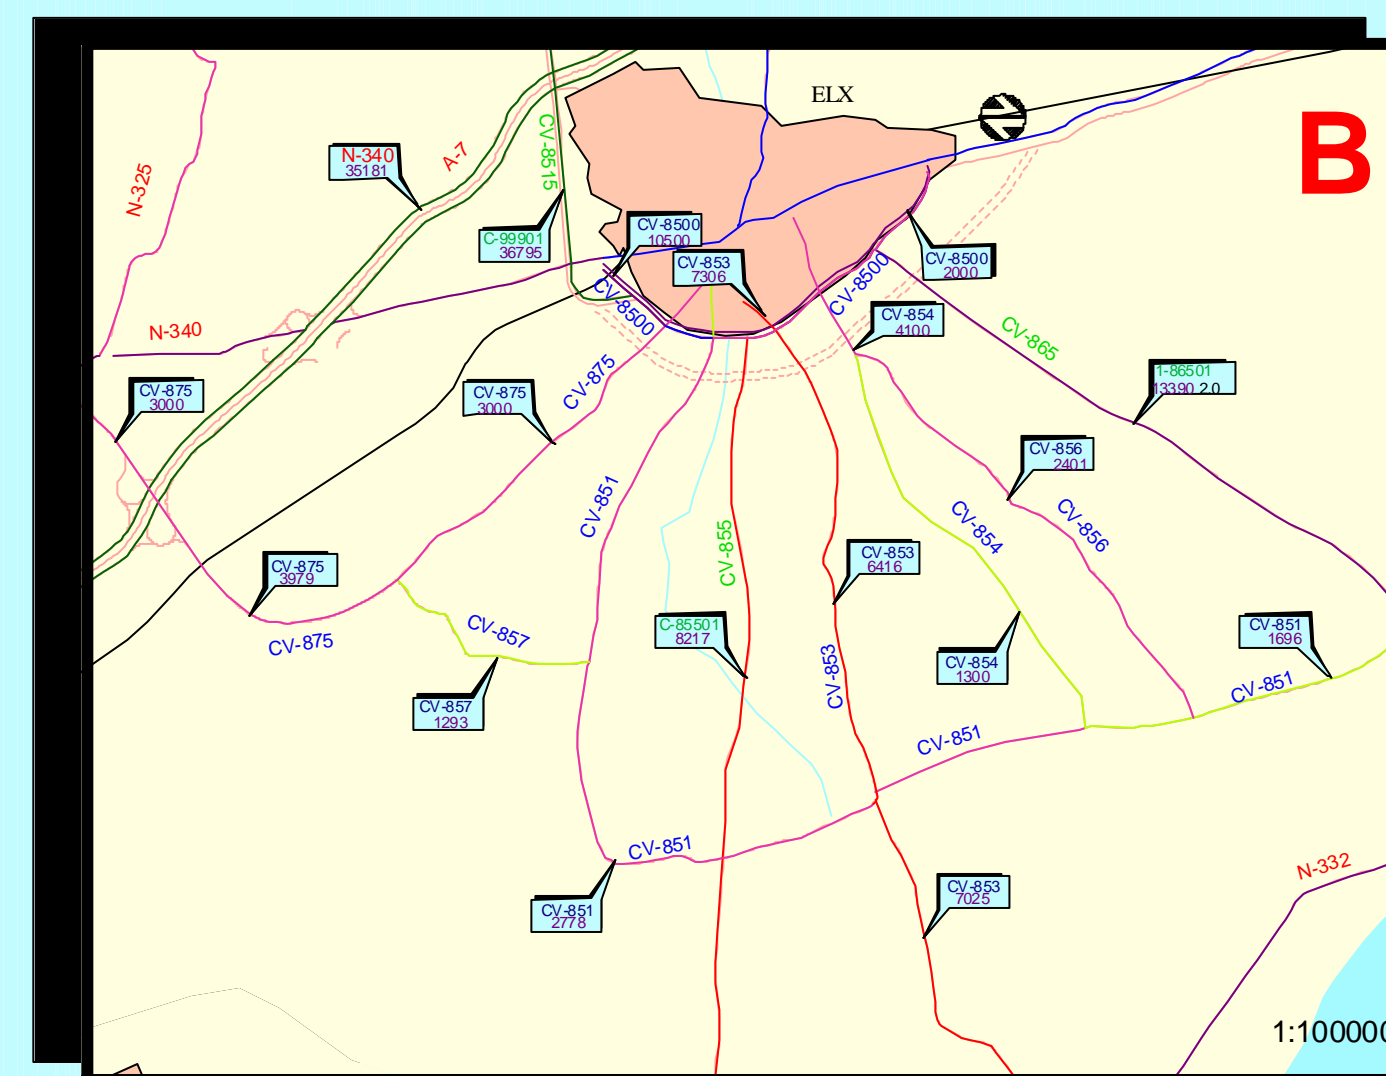 ELX
B
CV-8515
N-340
35181
A-7
N-325
C-99901
36795
CV-8500
10500
CV-853
7306
CV-8500
2000
CV-8500
CV-8500
CV-854
4100
N-340
CV-865
1-86501
13390 2.0
CV-875
3000
CV-875
3000
CV-875
CV-856
2401
CV-851
CV-855
CV-854
CV-856
CV-853
6416
CV-875
3979
CV-875
CV-857
C-85501
8217
CV-853
CV-854
1300
CV-851
1696
CV-851
CV-857
1293
CV-851
CV-851
CV-851
2778
CV-853
7025
N-332
1:100000